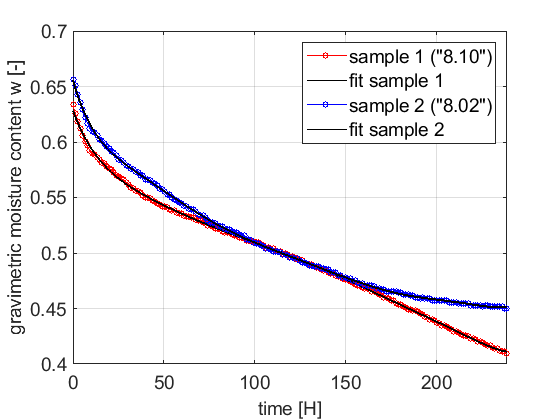 0.7
0.65
0.6
0.55
0.5
0.45
0.4
gravimetric moisture content w [-]
sample 1 ("8.10")
fit sample 1
sample 2 ("8.02")
fit sample 2
0
50
100
150
200
time [H]